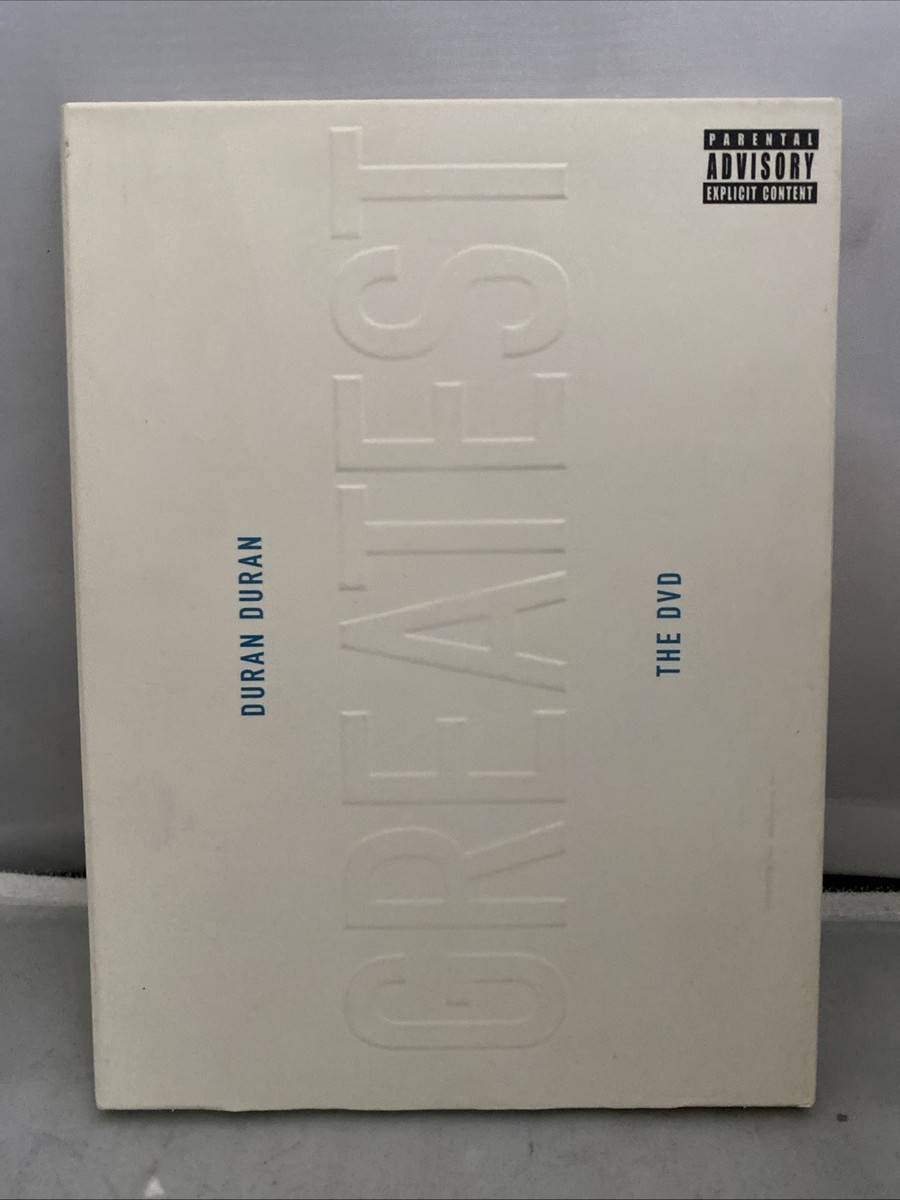 PARENTAL
ADVISORY
EXPLICIT CONTENT
DURAN DURAN
GREATEST
THE DVD